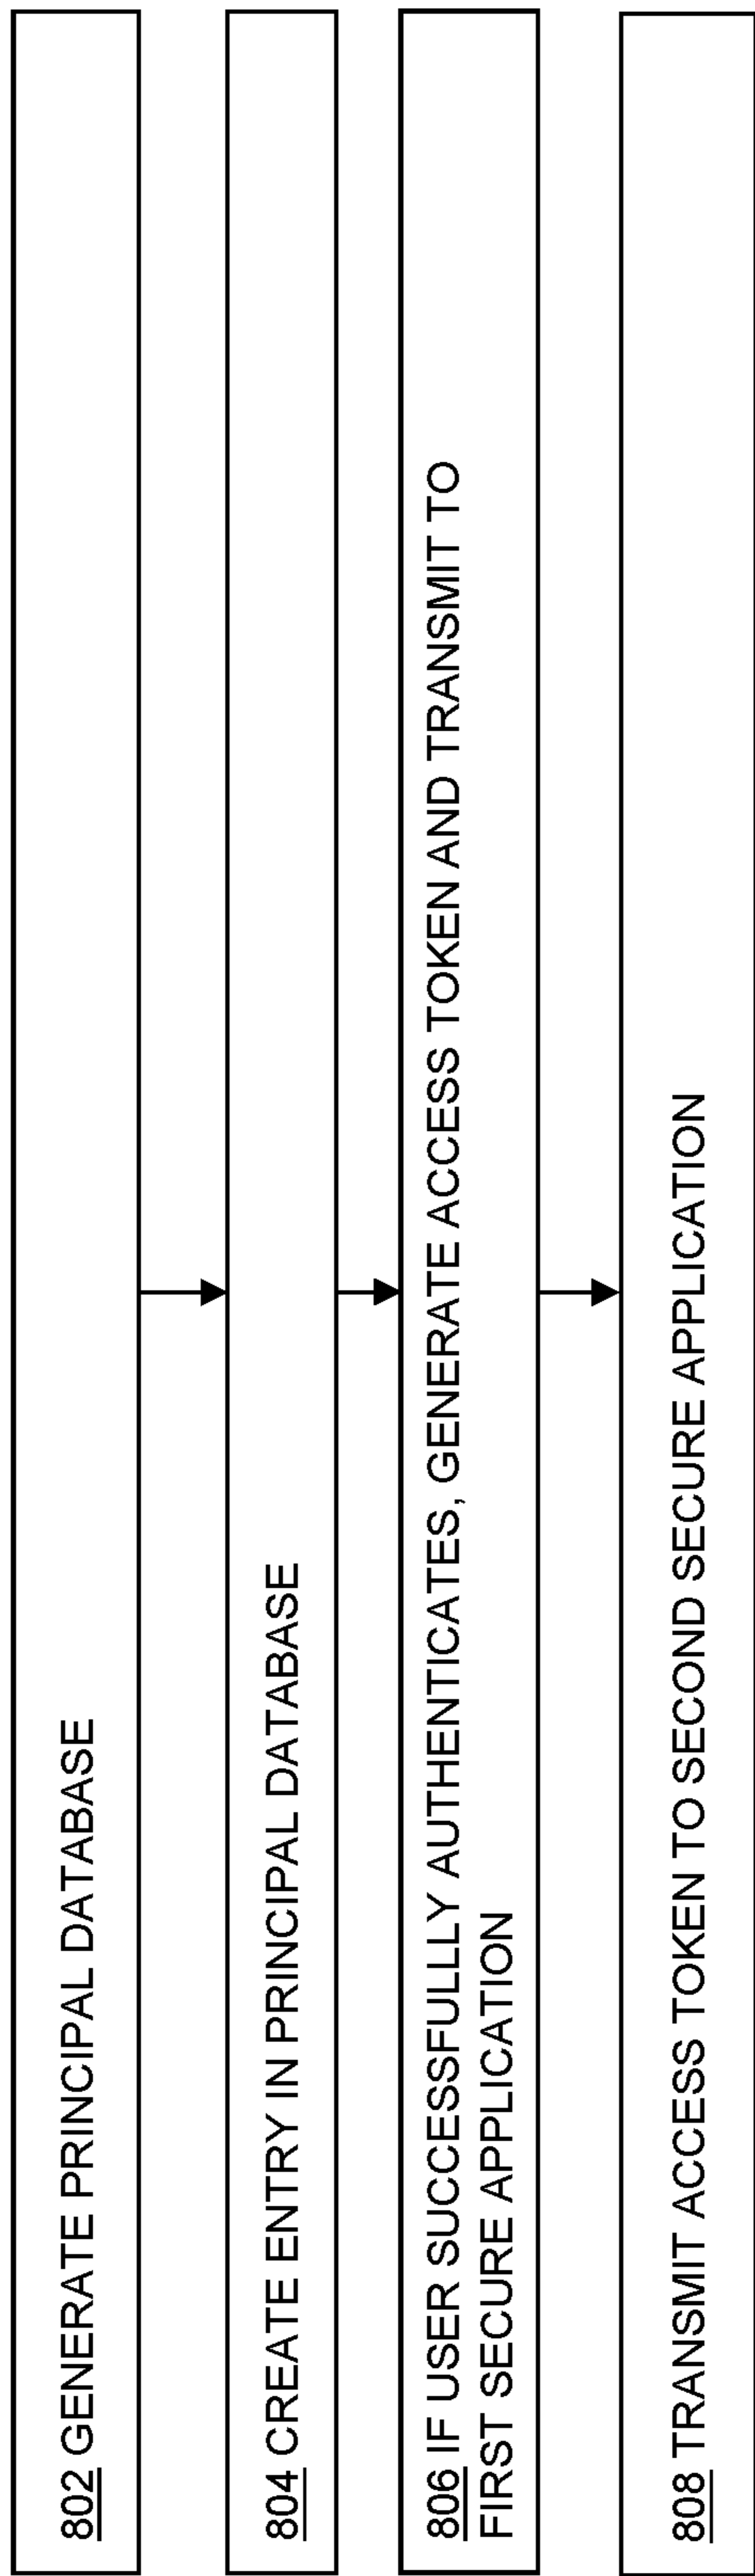 802 GENERATE PRINCIPAL DATABASE
804 CREATE ENTRY IN PRINCIPAL DATABASE
806 IF USER SUCCESSFULLLY AUTHENTICATES, GENERATE ACCESS TOKEN AND TRANSMIT TO
FIRST SECURE APPLICATION
808 TRANSMIT ACCESS TOKEN TO SECOND SECURE APPLICATION